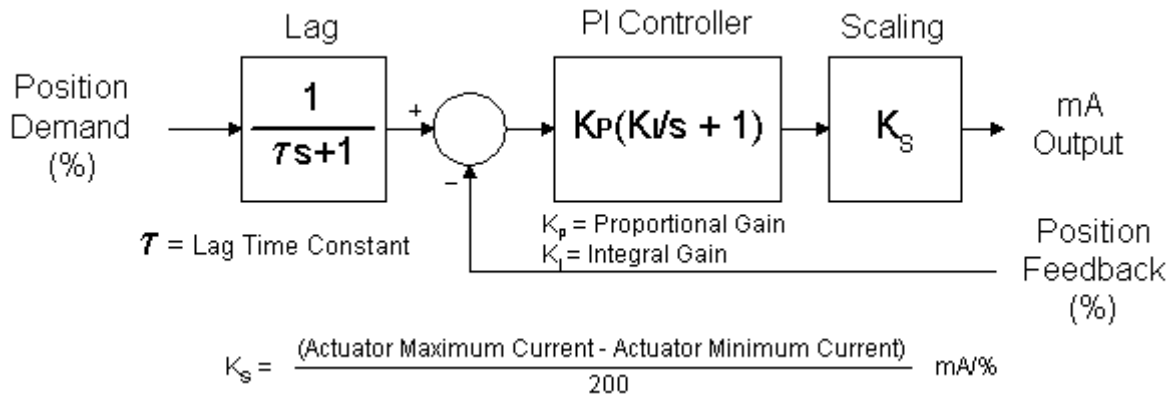 Lag
PI Controller
Scaling
Position
Demand
(%)
1
τs+1
+
−
KP(KI/s + 1)
KS
mA
Output
τ = Lag Time Constant
Kp = Proportional Gain
KI = Integral Gain
Position
Feedback
(%)
KS = (Actuator Maximum Current - Actuator Minimum Current) mA/%
200